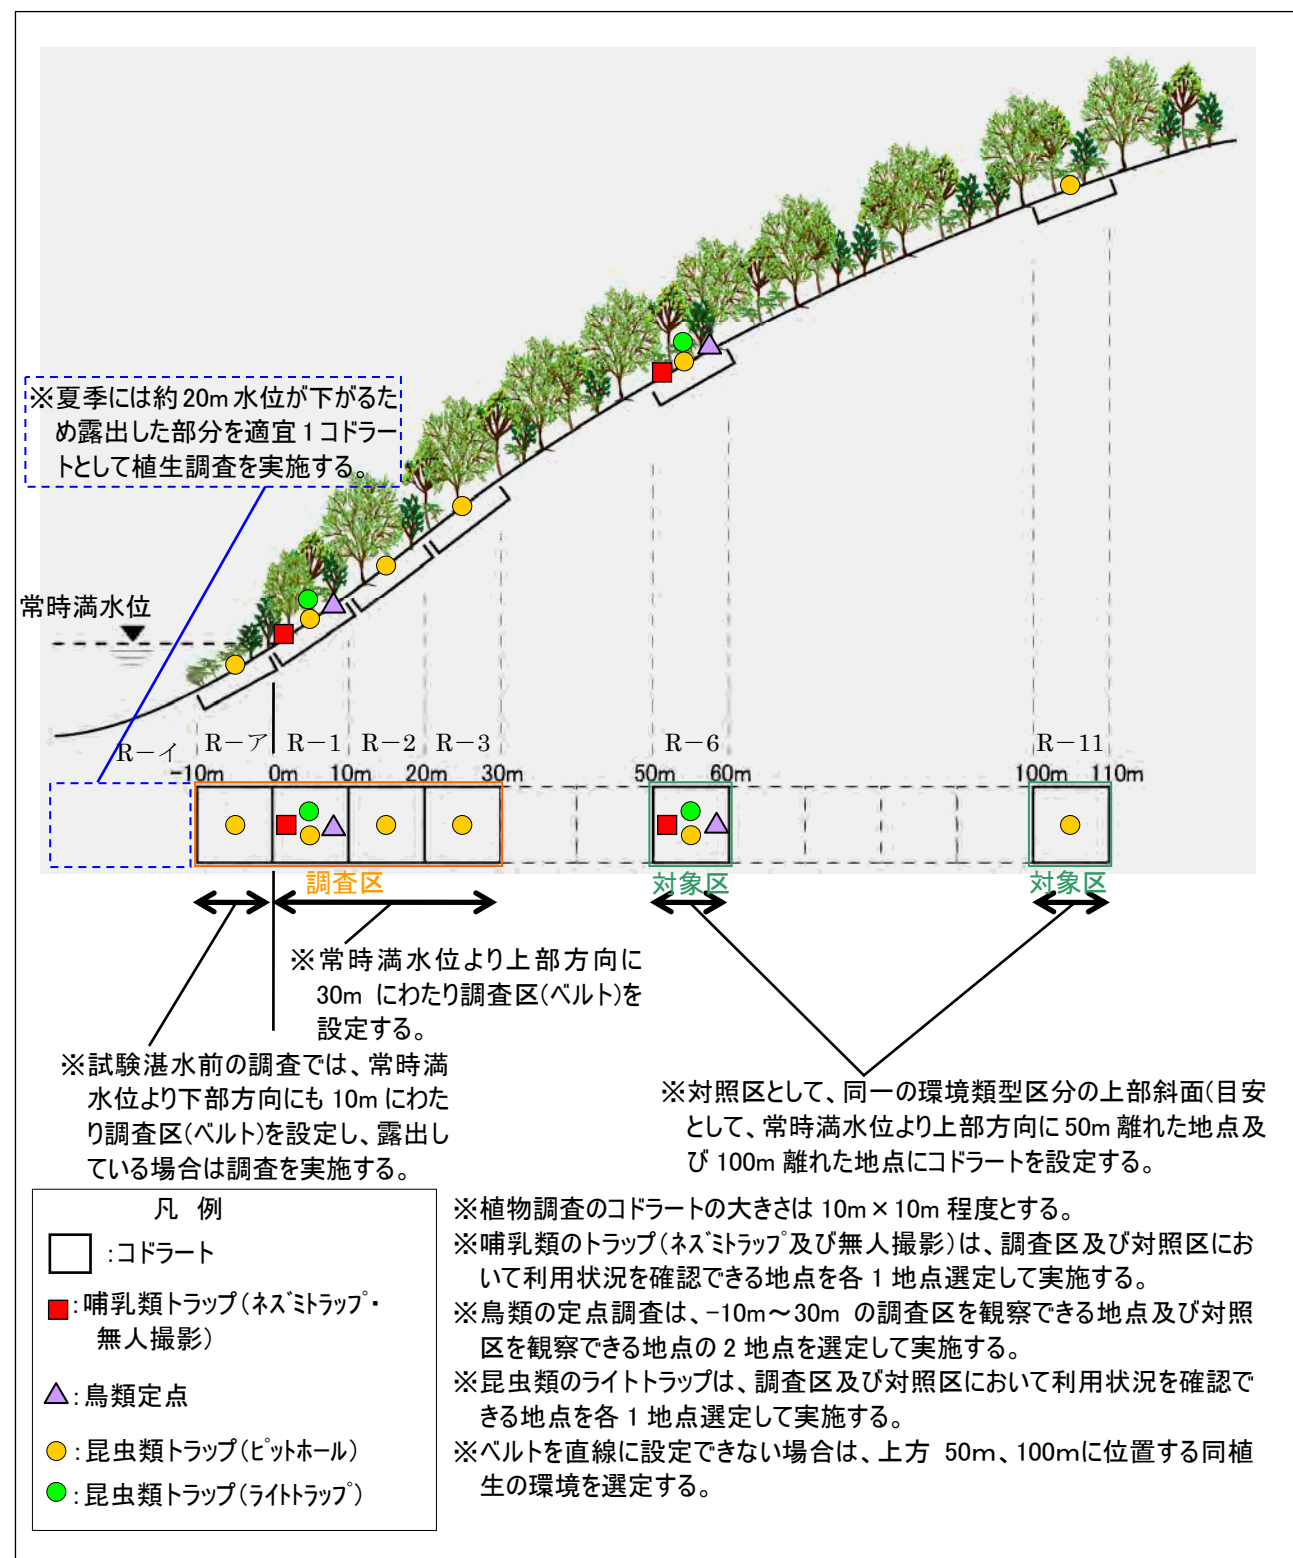 ※夏季には約20m水位が下がるた
め露出した部分を適宜1コドラー
トとして植生調査を実施する。
常時満水位
R－イ R－ア R－1 R－2 R－3 R－6 R－11
-10m 0m 10m 20m 30m 50m 60m 100m 110m
調査区 対象区 対象区
※常時満水位より上部方向に
30m にわたり調査区(ベルト)を
設定する。
※試験湛水前の調査では、常時満
水位より下部方向にも10mにわた
り調査区(ベルト)を設定し、露出し
ている場合は調査を実施する。
※対照区として、同一の環境類型区分の上部斜面(目安
として、常時満水位より上部方向に50m離れた地点及
び100m離れた地点にコドラートを設定する。
凡 例
:コドラート
:哺乳類トラップ(ネズミトラップ・
無人撮影)
:鳥類定点
:昆虫類トラップ(ピットホール)
:昆虫類トラップ(ライトトラップ)
※植物調査のコドラートの大きさは10m×10m程度とする。
※哺乳類のトラップ(ネズミトラップ及び無人撮影)は、調査区及び対照区にお
いて利用状況を確認できる地点を各1地点選定して実施する。
※鳥類の定点調査は、-10m～30m の調査区を観察できる地点及び対照
区を観察できる地点の2地点を選定して実施する。
※昆虫類のライトトラップは、調査区及び対照区において利用状況を確認で
きる地点を各1地点選定して実施する。
※ベルトを直線に設定できない場合は、上方 50m、100mに位置する同植
生の環境を選定する。